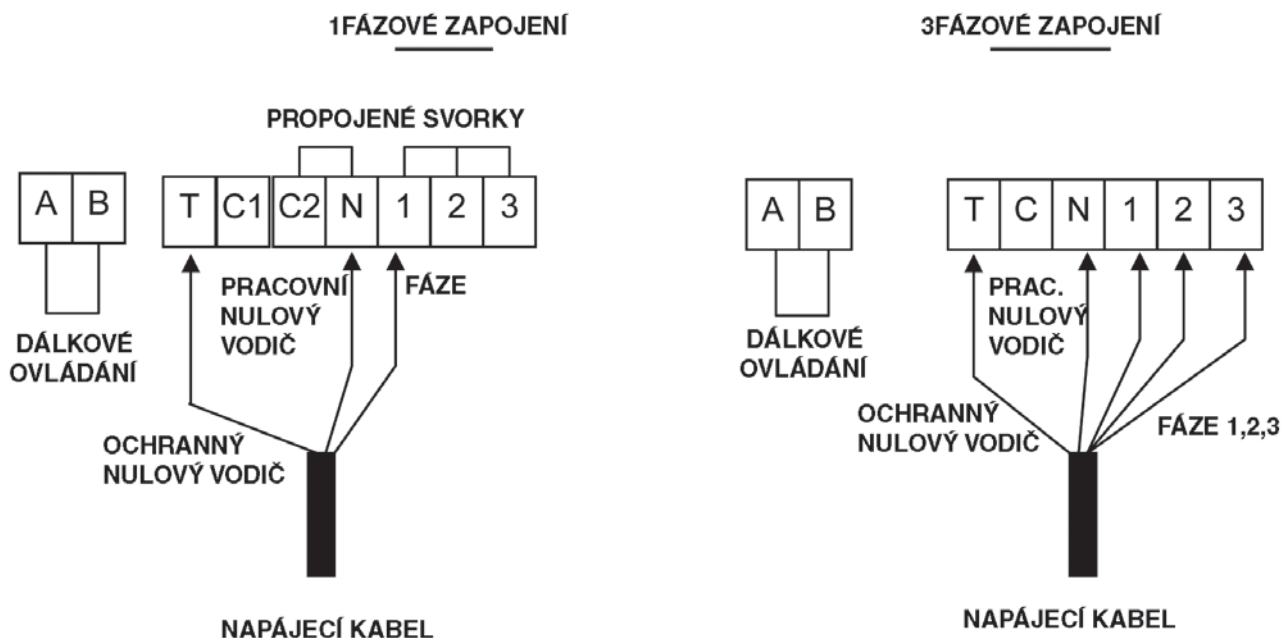 1FÁZOVÉ ZAPOJENÍ
PROPOJENÉ SVORKY
A B
T C1 C2 N 1 2 3
PRACOVNÍ
NULOVÝ
VODIČ
FÁZE
DÁLKOVÉ
OVLÁDÁNÍ
OCHRANNÝ
NULOVÝ VODIČ
NAPÁJECÍ KABEL
3FÁZOVÉ ZAPOJENÍ
A B
T C N 1 2 3
PRAC.
NULOVÝ
VODIČ
DÁLKOVÉ
OVLÁDÁNÍ
OCHRANNÝ
NULOVÝ VODIČ
FÁZE 1,2,3
NAPÁJECÍ KABEL